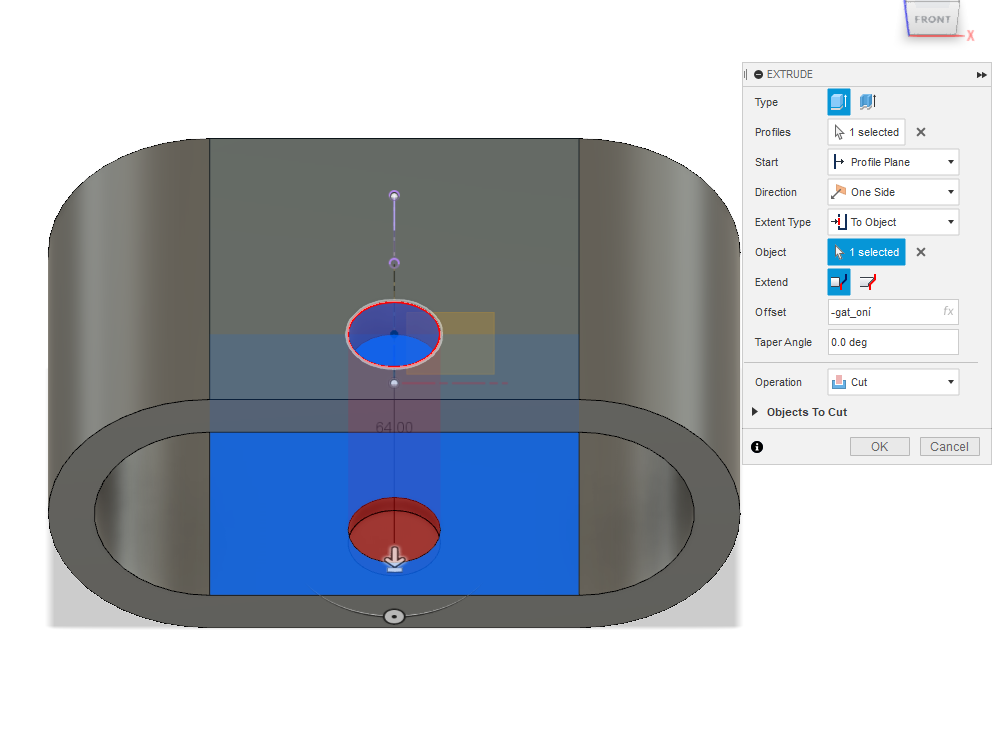 FRONT
X
EXTRUDE
Type
Profiles 1 selected
Start Profile Plane
Direction One Side
Extent Type To Object
Object 1 selected
Extend
Offset -gat_oní fx
Taper Angle 0.0 deg
Operation Cut
Objects To Cut
OK Cancel
64.00